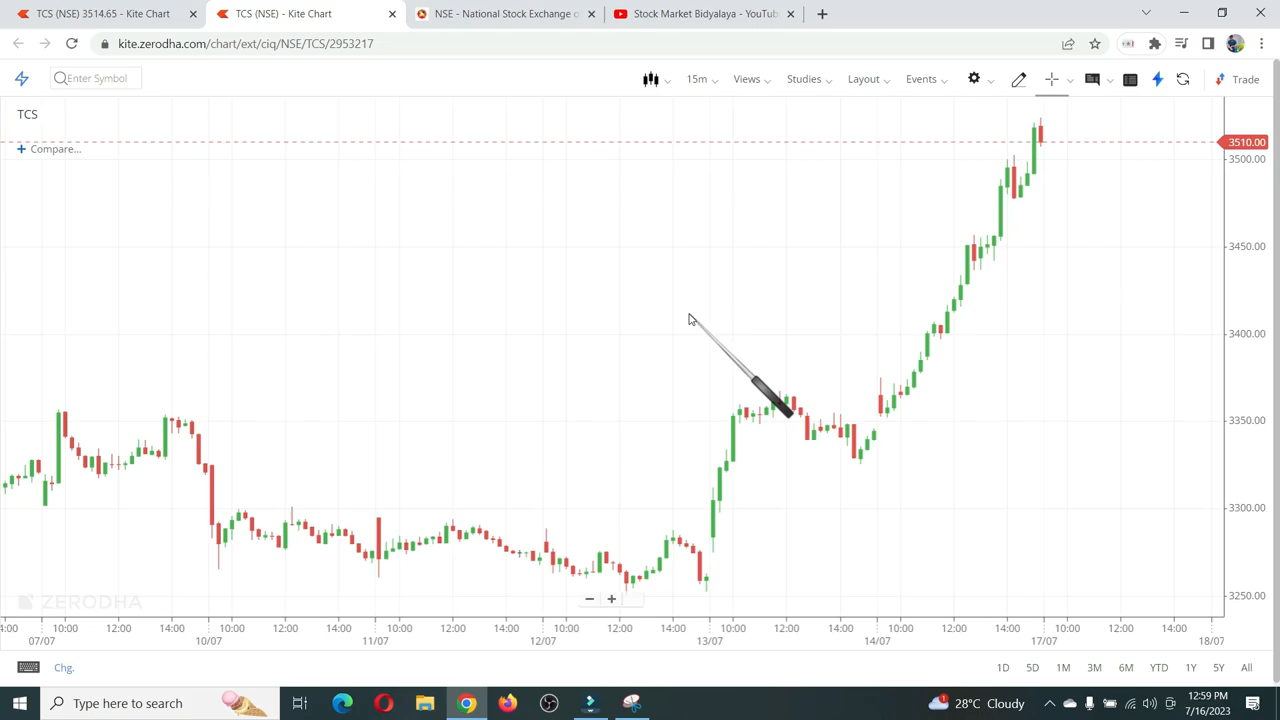 TCS (NSE) 3514.65 - Kite Chart
TCS (NSE) - Kite Chart
NSE - National Stock Exchange o
Stock Market Bidyalaya - YouTub
kite.zerodha.com/chart/ext/ciq/NSE/TCS/2953217
Enter Symbol
15m
Views
Studies
Layout
Events
Trade
TCS
Compare...
3510.00
3500.00
3450.00
3400.00
3350.00
3300.00
3250.00
ZERODHA
4:00 10:00 12:00 14:00 10:00 12:00 14:00 10:00 12:00 14:00 10:00 12:00 14:00 10:00 12:00 14:00 10:00 12:00 14:00 10:00 12:00 14:00
07/07 10/07 11/07 12/07 13/07 14/07 17/07 18/07
Chg.
1D 5D 1M 3M 6M YTD 1Y 5Y All
Type here to search
1
28°C Cloudy
12:59 PM
7/16/2023